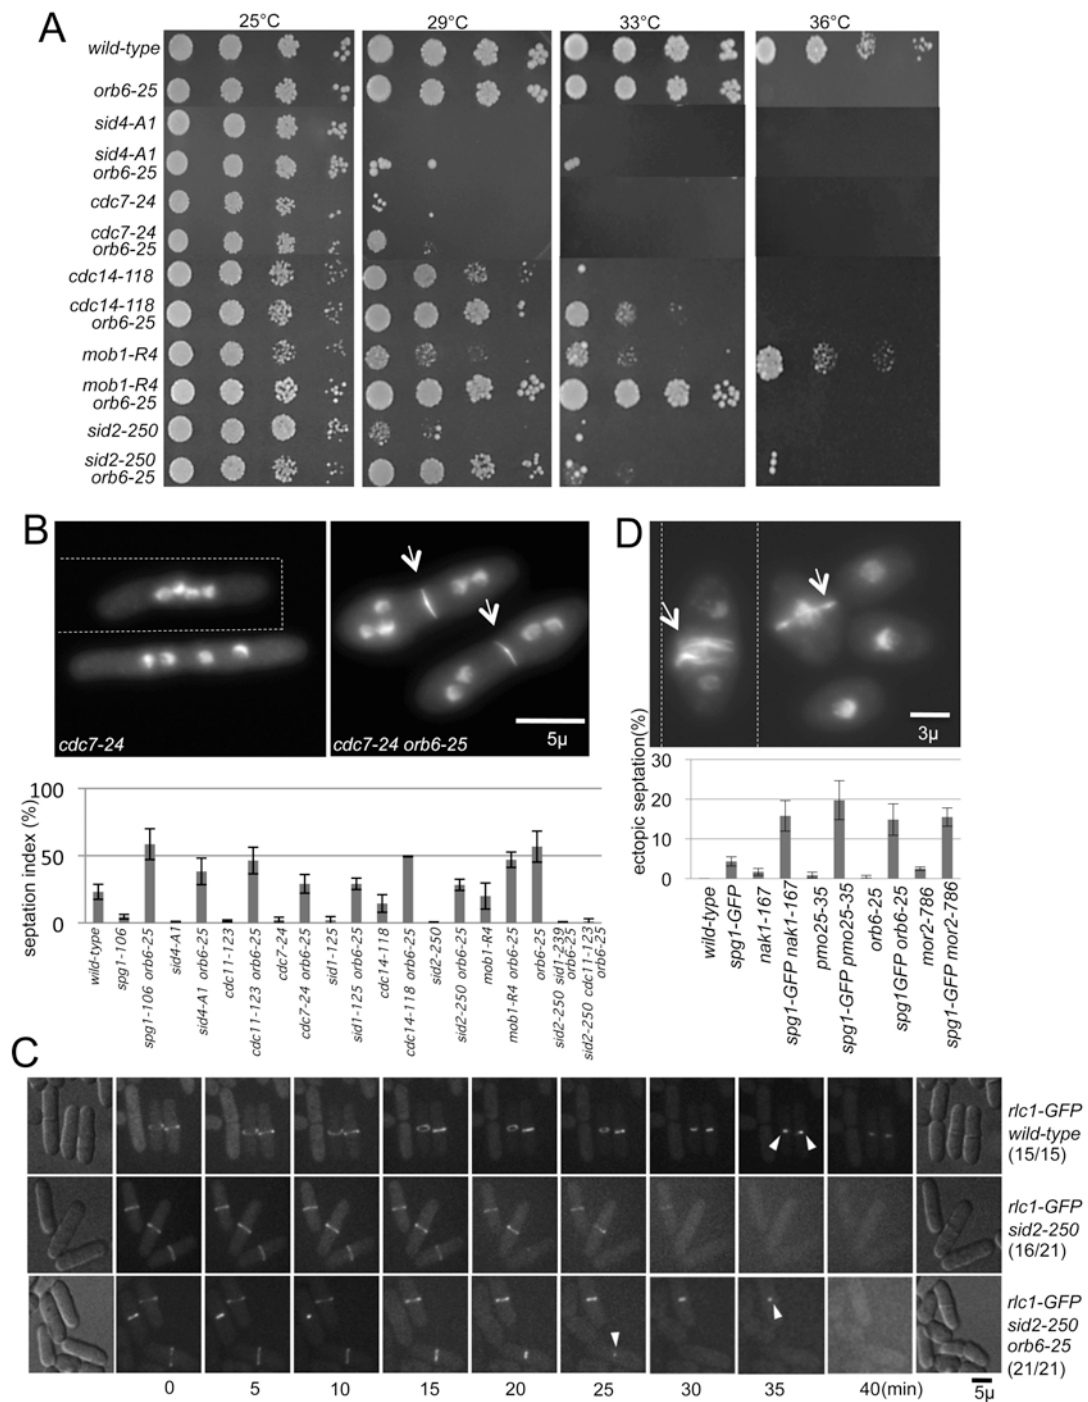 A
25°C 29°C 33°C 36°C
wild-type
orb6-25
sid4-A1
sid4-A1
orb6-25
cdc7-24
cdc7-24
orb6-25
cdc14-118
cdc14-118
orb6-25
mob1-R4
mob1-R4
orb6-25
sid2-250
sid2-250
orb6-25
B
cdc7-24
cdc7-24 orb6-25
5µ
septation index (%)
100
50
0
wild-type
spg1-106
spg1-106 orb6-25
sid4-A1
sid4-A1 orb6-25
cdc11-123
cdc11-123 orb6-25
cdc7-24
cdc7-24 orb6-25
sid1-125
sid1-125 orb6-25
cdc14-118
cdc14-118 orb6-25
sid2-250
sid2-250 orb6-25
mob1-R4
mob1-R4 orb6-25
orb6-25
sid2-250 sid1-239
orb6-25
sid2-250 cdc11-123
orb6-25
D
3µ
ectopic septation(%)
30
20
10
0
wild-type
spg1-GFP
nak1-167
spg1-GFP nak1-167
pmo25-35
spg1-GFP pmo25-35
orb6-25
spg1GFP orb6-25
mor2-786
spg1-GFP mor2-786
C
rlc1-GFP
wild-type
(15/15)
rlc1-GFP
sid2-250
(16/21)
rlc1-GFP
sid2-250
orb6-25
(21/21)
0 5 10 15 20 25 30 35 40(min)
5µ